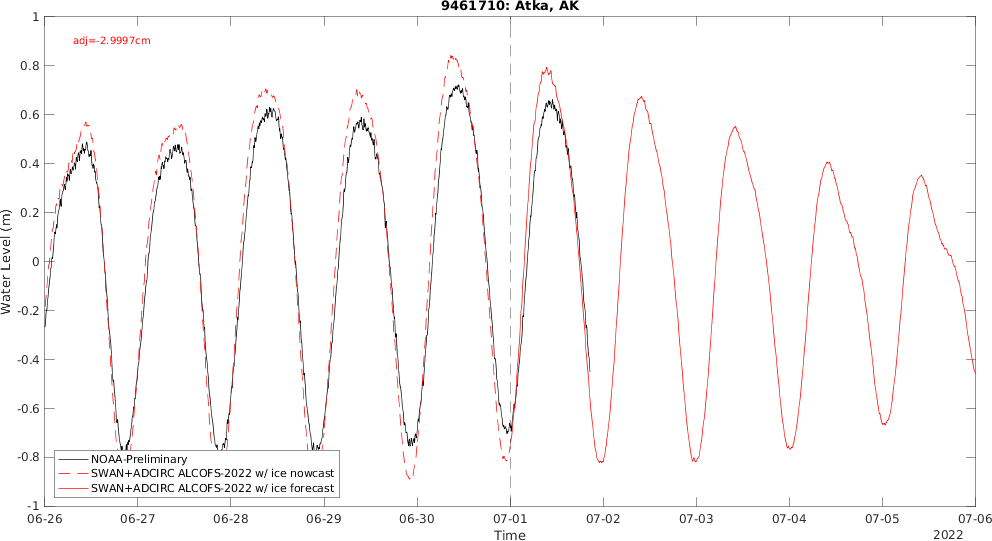 9461710: Atka, AK
adj=-2.9997cm
1
0.8
0.6
0.4
0.2
0
-0.2
-0.4
-0.6
-0.8
-1
Water Level (m)
NOAA-Preliminary
SWAN+ADCIRC ALCOFS-2022 w/ ice nowcast
SWAN+ADCIRC ALCOFS-2022 w/ ice forecast
06-26 06-27 06-28 06-29 06-30 07-01 07-02 07-03 07-04 07-05 07-06
Time
2022